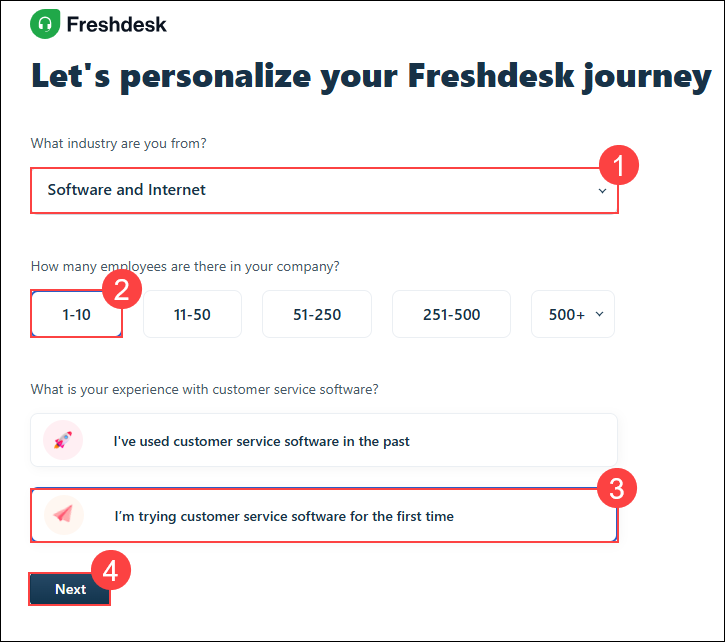 Freshdesk
Let's personalize your Freshdesk journey
What industry are you from?
1
Software and Internet
How many employees are there in your company?
2
1-10 11-50 51-250 251-500 500+
What is your experience with customer service software?
I've used customer service software in the past
3
I'm trying customer service software for the first time
4
Next